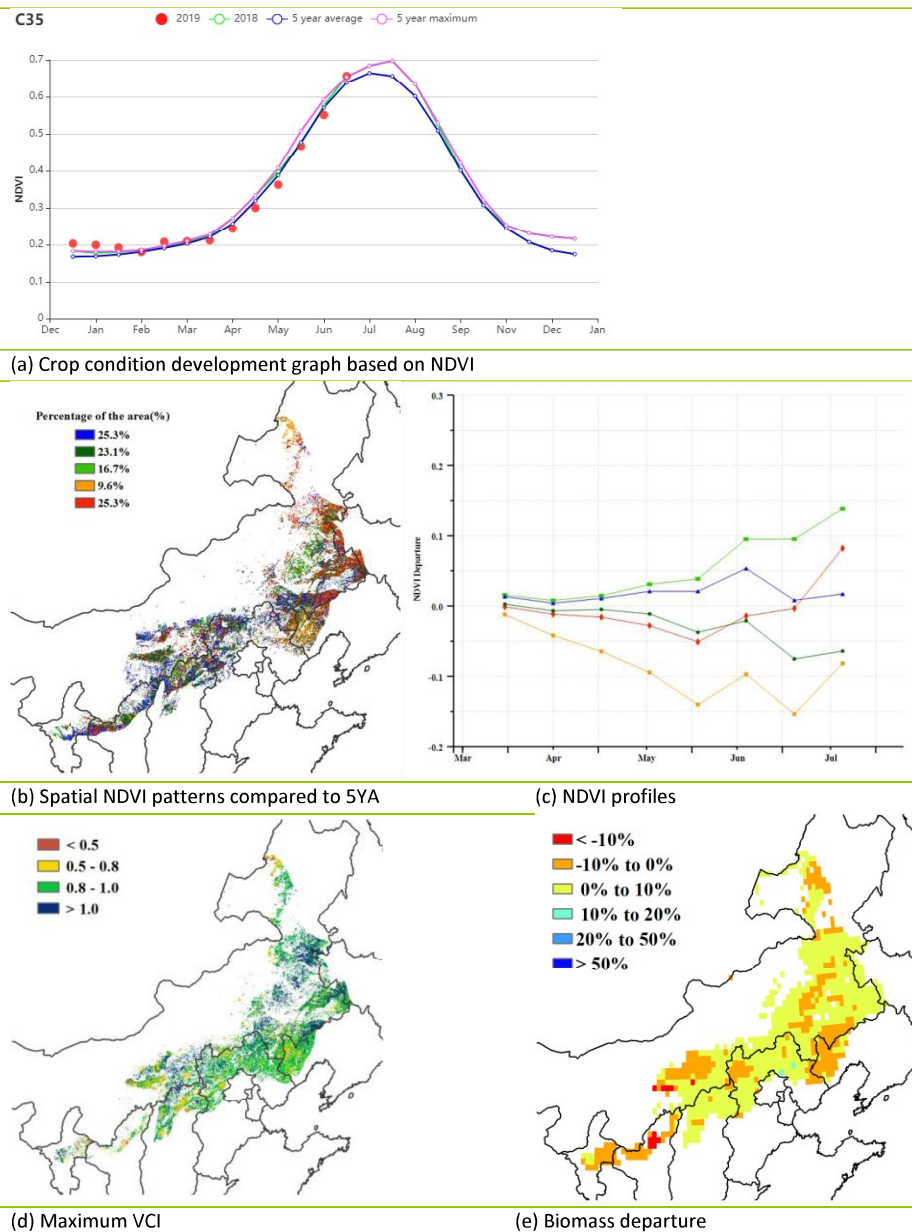 C35
2019 2018 5 year average 5 year maximum
0.7
0.6
0.5
0.4
0.3
0.2
0.1
0
NDVI
Dec Jan Feb Mar Apr May Jun Jul Aug Sep Nov Dec Jan
(a) Crop condition development graph based on NDVI
Percentage of the area(%)
25.3%
23.1%
16.7%
9.6%
25.3%
0.3
0.2
0.1
0.0
-0.1
-0.2
NDVI Departure
Mar Apr May Jun Jul
(b) Spatial NDVI patterns compared to 5YA (c) NDVI profiles
< 0.5
0.5 - 0.8
0.8 - 1.0
> 1.0
< -10%
-10% to 0%
0% to 10%
10% to 20%
20% to 50%
> 50%
(d) Maximum VCI (e) Biomass departure